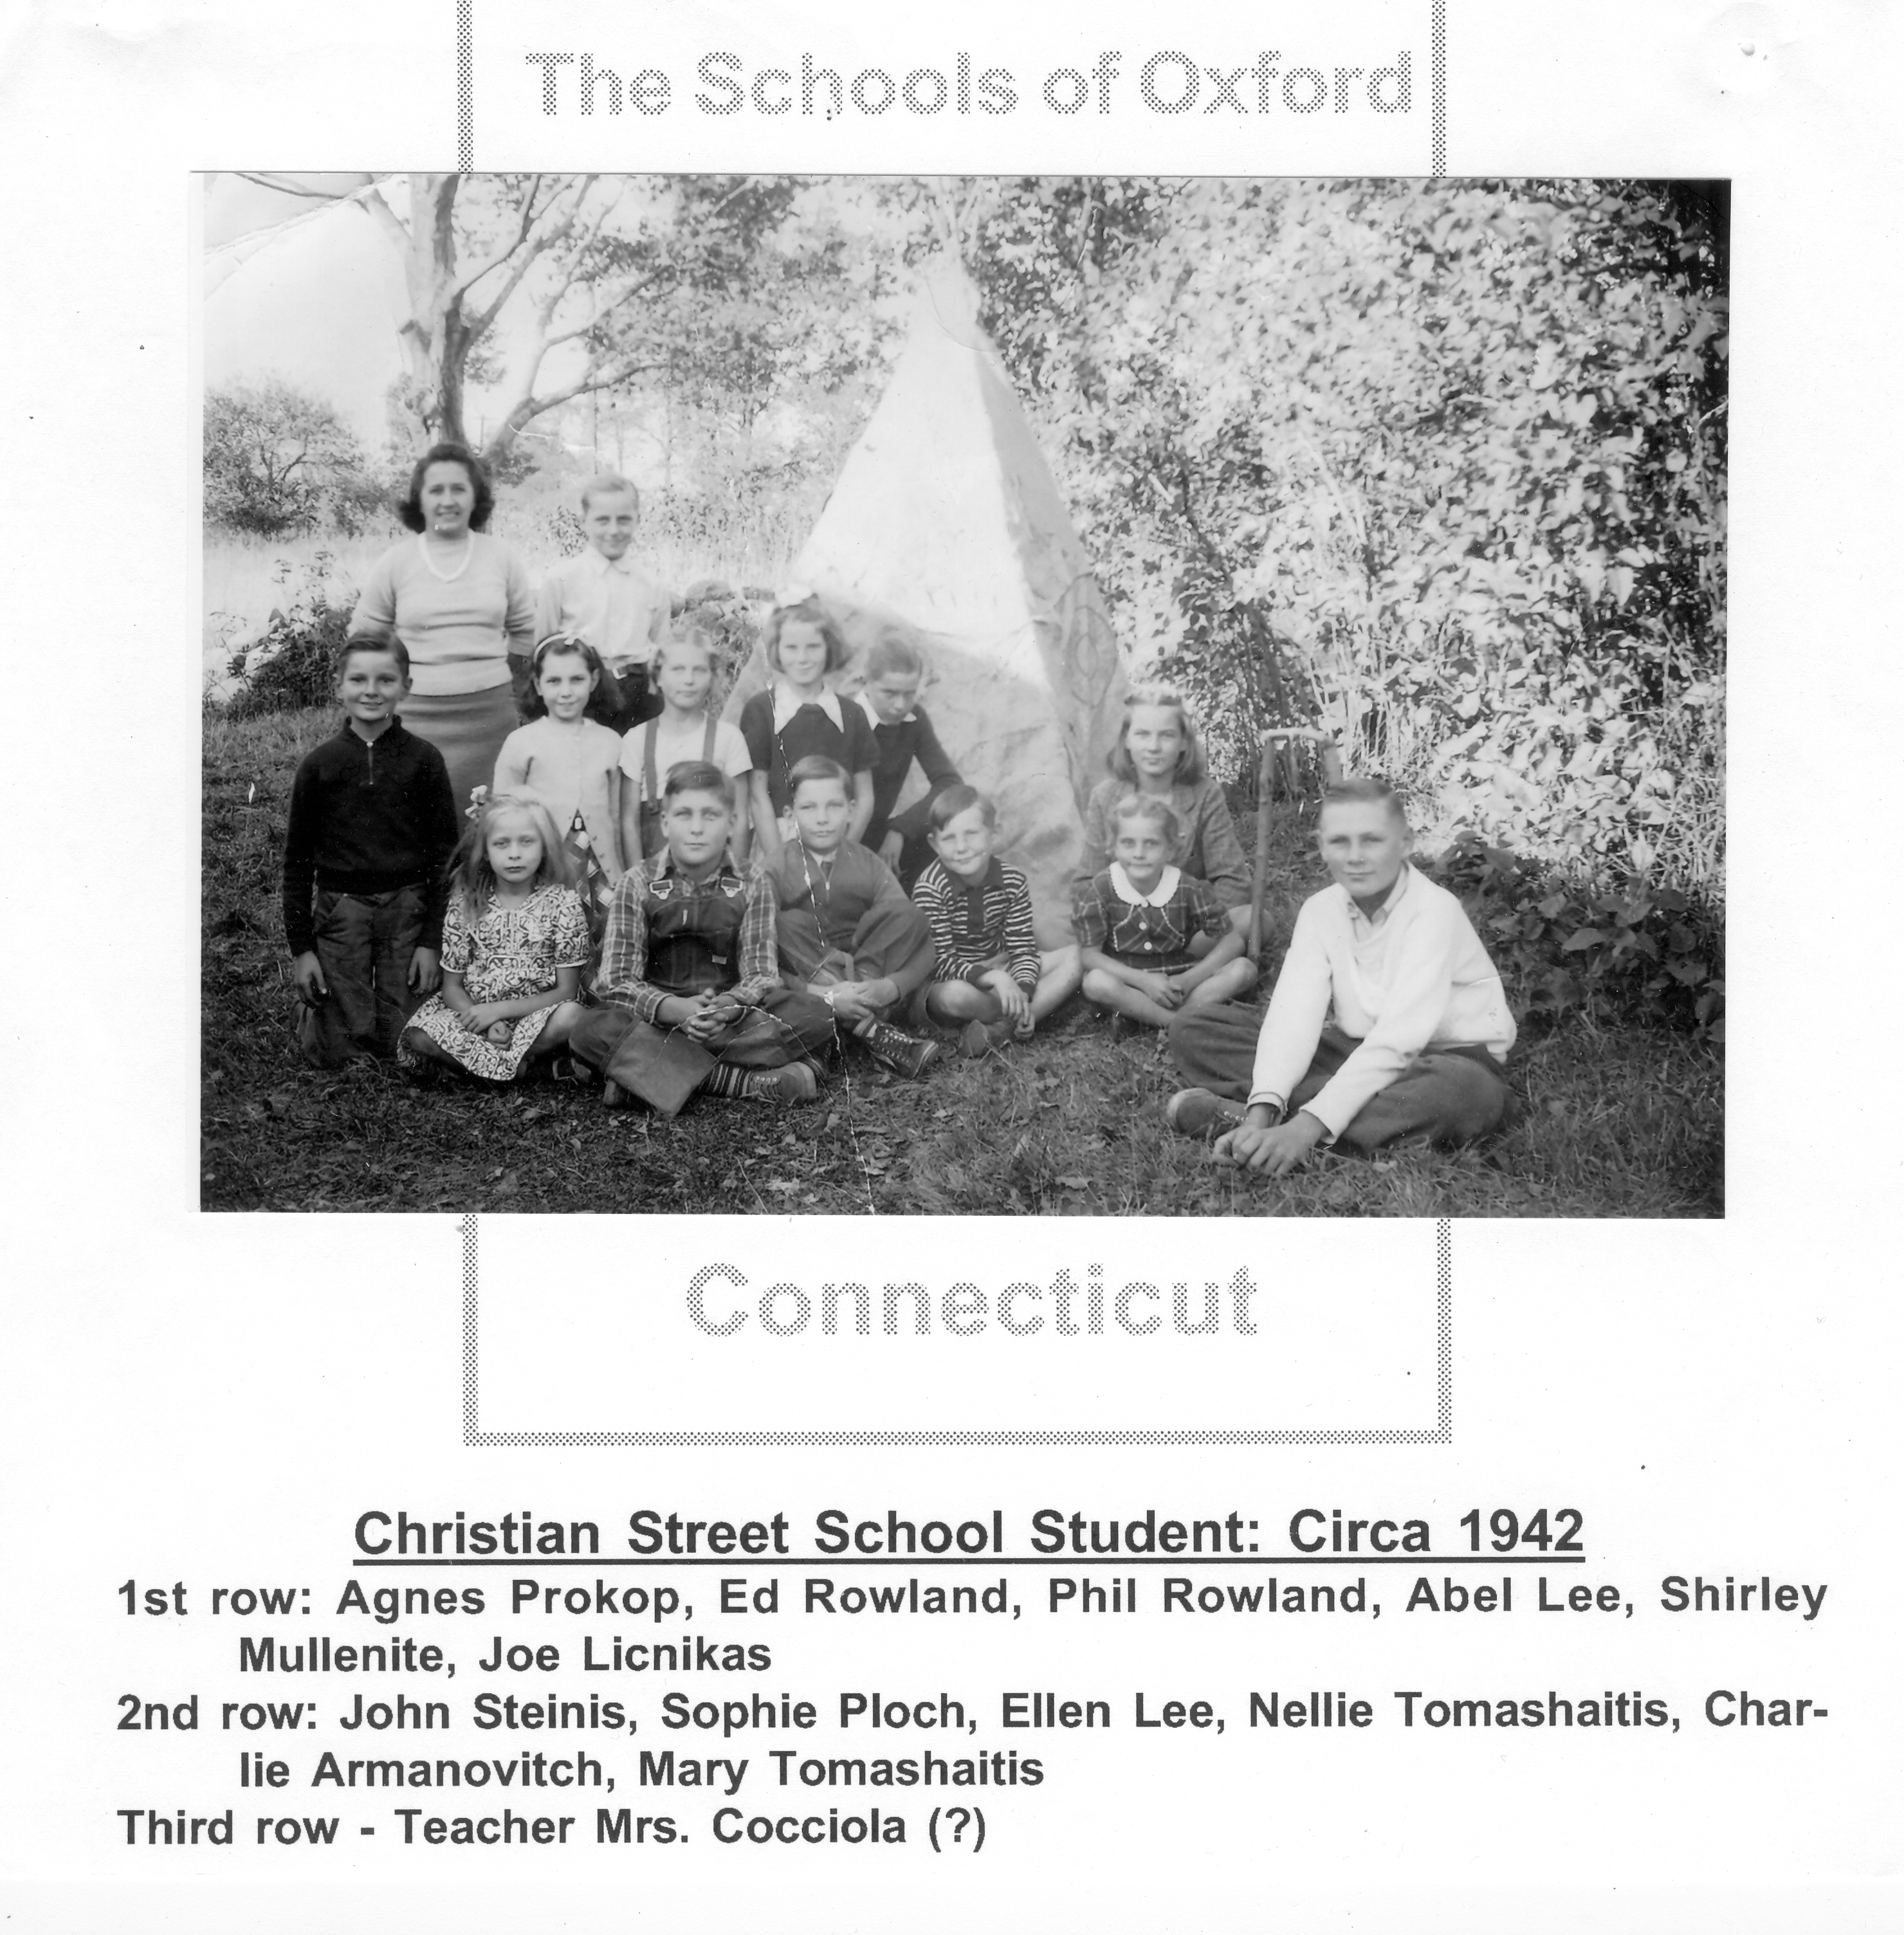 The Schools of Oxford
Connecticut
Christian Street School Student: Circa 1942
1st row: Agnes Prokop, Ed Rowland, Phil Rowland, Abel Lee, Shirley
Mullenite, Joe Licnikas
2nd row: John Steinis, Sophie Ploch, Ellen Lee, Nellie Tomashaitis, Char-
lie Armanovitch, Mary Tomashaitis
Third row - Teacher Mrs. Cocciola (?)